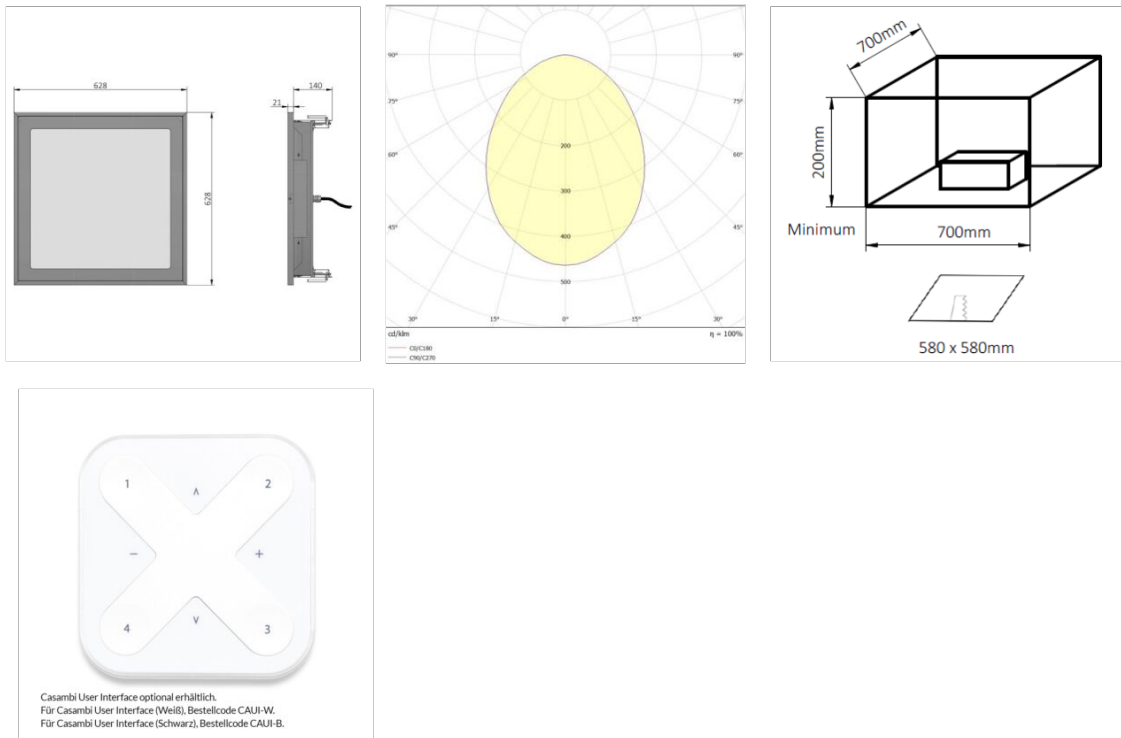 628
628
21
140
90°
90°
75°
75°
60°
60°
45°
45°
200
300
400
500
30°
15°
0°
15°
30°
cd/klm
η = 100%
C0/C180
C90/C270
700mm
200mm
Minimum
700mm
580 x 580mm
1
∧
2
−
+
4
∨
3
Casambi User Interface optional erhältlich.
Für Casambi User Interface (Weiß), Bestellcode CAUI-W.
Für Casambi User Interface (Schwarz), Bestellcode CAUI-B.